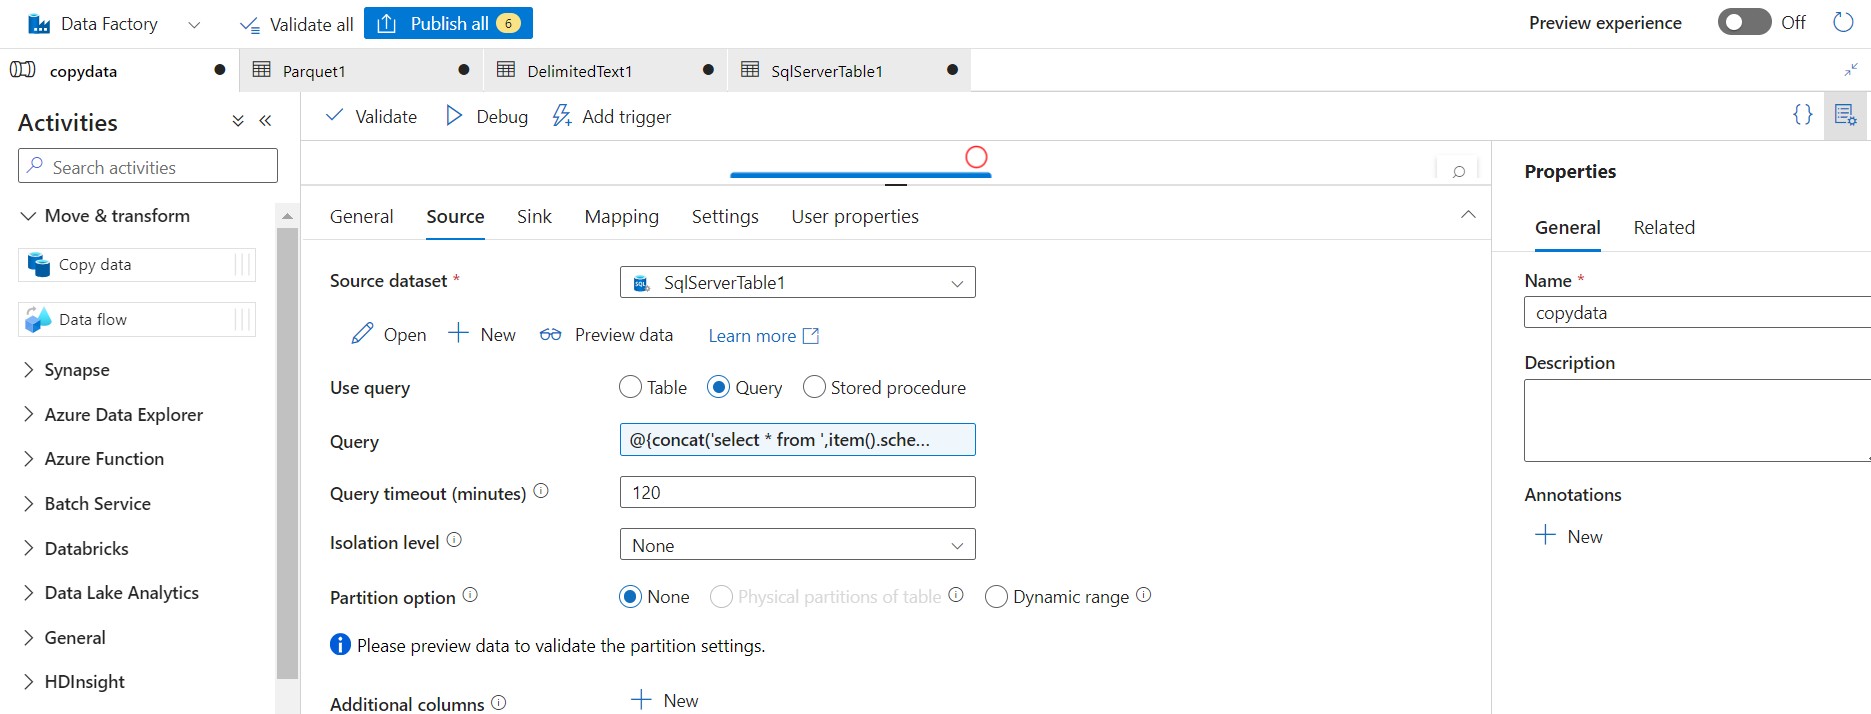 Data Factory
Validate all
Publish all 6
Preview experience
Off
copydata
Parquet1
DelimitedText1
SqlServerTable1
Activities
Search activities
Move & transform
Copy data
Data flow
Synapse
Azure Data Explorer
Azure Function
Batch Service
Databricks
Data Lake Analytics
General
HDInsight
Validate
Debug
Add trigger
{}
General
Source
Sink
Mapping
Settings
User properties
Source dataset *
SQL
SqlServerTable1
Open
New
Preview data
Learn more
Use query
Table
Query
Stored procedure
Query
@{concat('select * from ',item().sche...
Query timeout (minutes)
120
Isolation level
None
Partition option
None
Physical partitions of table
Dynamic range
Please preview data to validate the partition settings.
Additional columns
New
Properties
General
Related
Name *
copydata
Description
Annotations
New